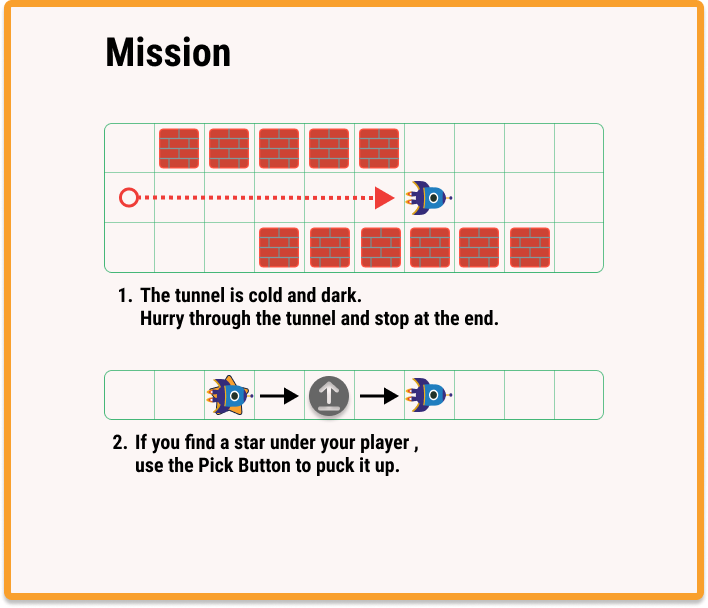 Mission
1. The tunnel is cold and dark.
Hurry through the tunnel and stop at the end.
2. If you find a star under your player ,
use the Pick Button to puck it up.